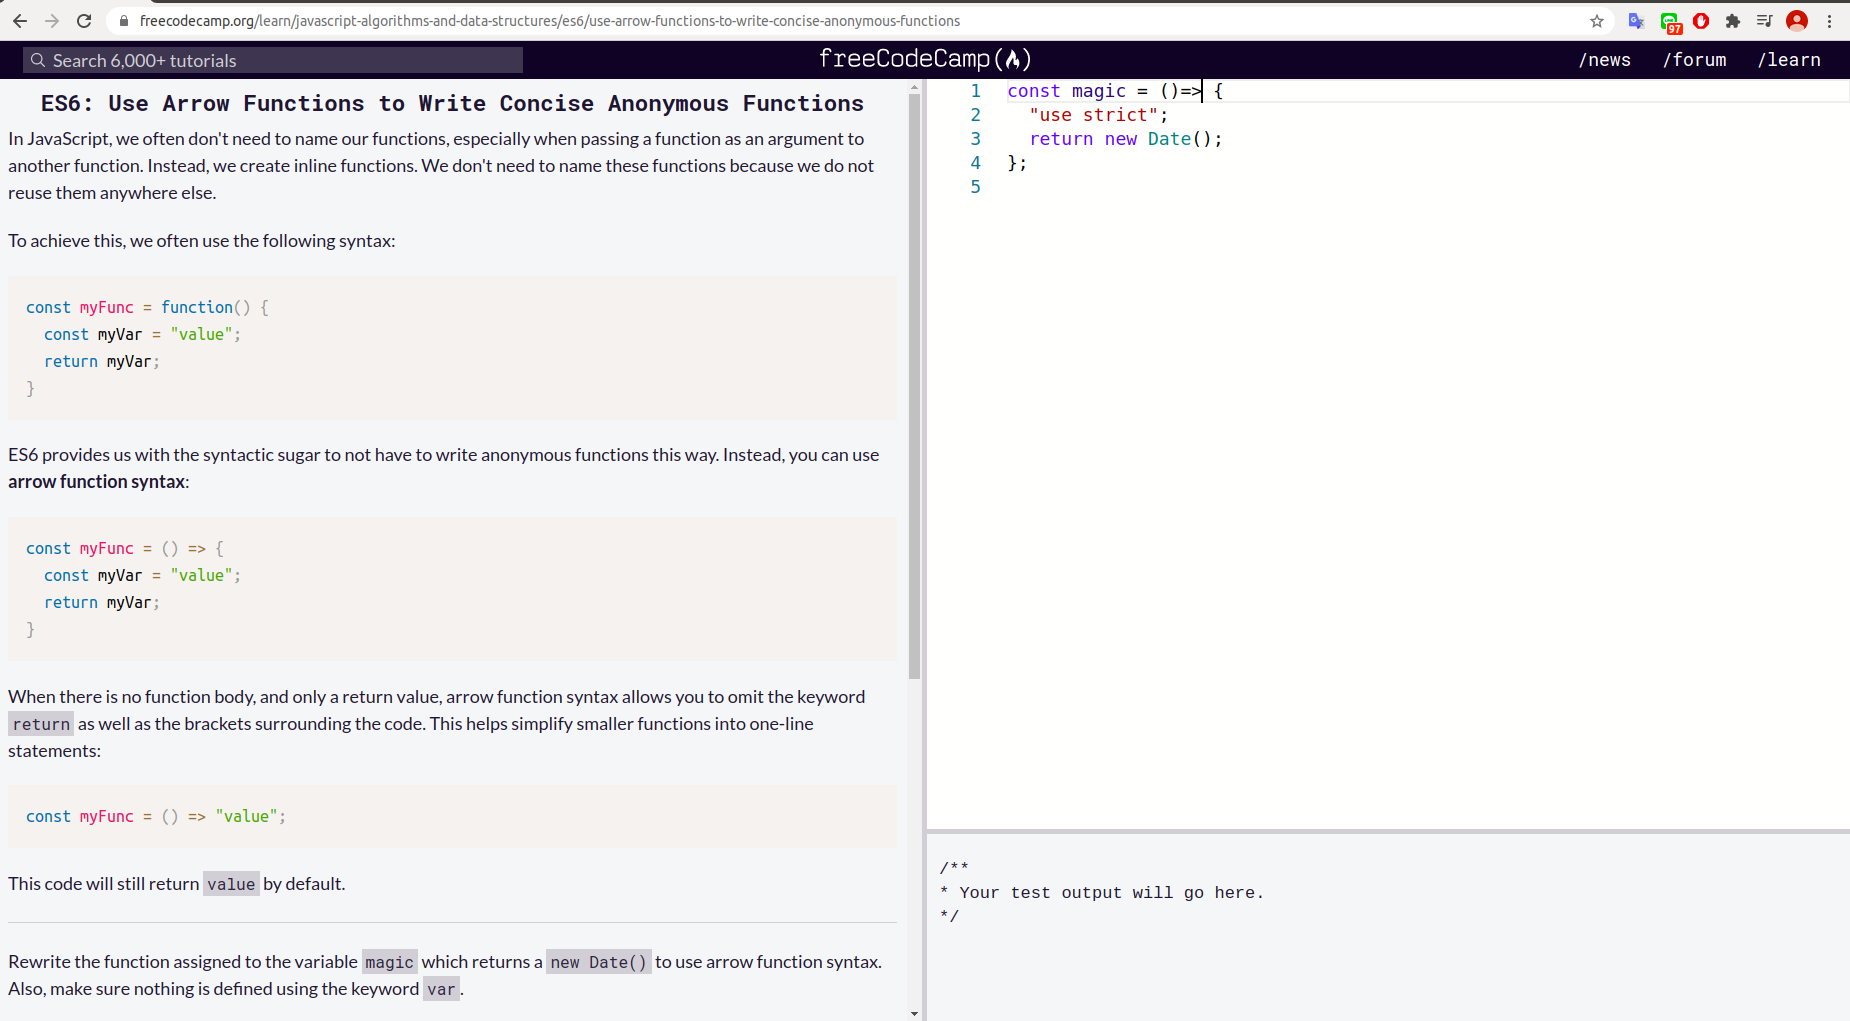 freecodecamp.org/learn/javascript-algorithms-and-data-structures/es6/use-arrow-functions-to-write-concise-anonymous-functions
97
Search 6,000+ tutorials
freeCodeCamp
/news /forum /learn
ES6: Use Arrow Functions to Write Concise Anonymous Functions
In JavaScript, we often don't need to name our functions, especially when passing a function as an argument to
another function. Instead, we create inline functions. We don't need to name these functions because we do not
reuse them anywhere else.
To achieve this, we often use the following syntax:
const myFunc = function() {
  const myVar = "value";
  return myVar;
}
ES6 provides us with the syntactic sugar to not have to write anonymous functions this way. Instead, you can use
arrow function syntax:
const myFunc = () => {
  const myVar = "value";
  return myVar;
}
When there is no function body, and only a return value, arrow function syntax allows you to omit the keyword
return as well as the brackets surrounding the code. This helps simplify smaller functions into one-line
statements:
const myFunc = () => "value";
This code will still return value by default.
Rewrite the function assigned to the variable magic which returns a new Date() to use arrow function syntax.
Also, make sure nothing is defined using the keyword var.
1 const magic = ()=> {
2   "use strict";
3   return new Date();
4 };
5
/**
* Your test output will go here.
*/